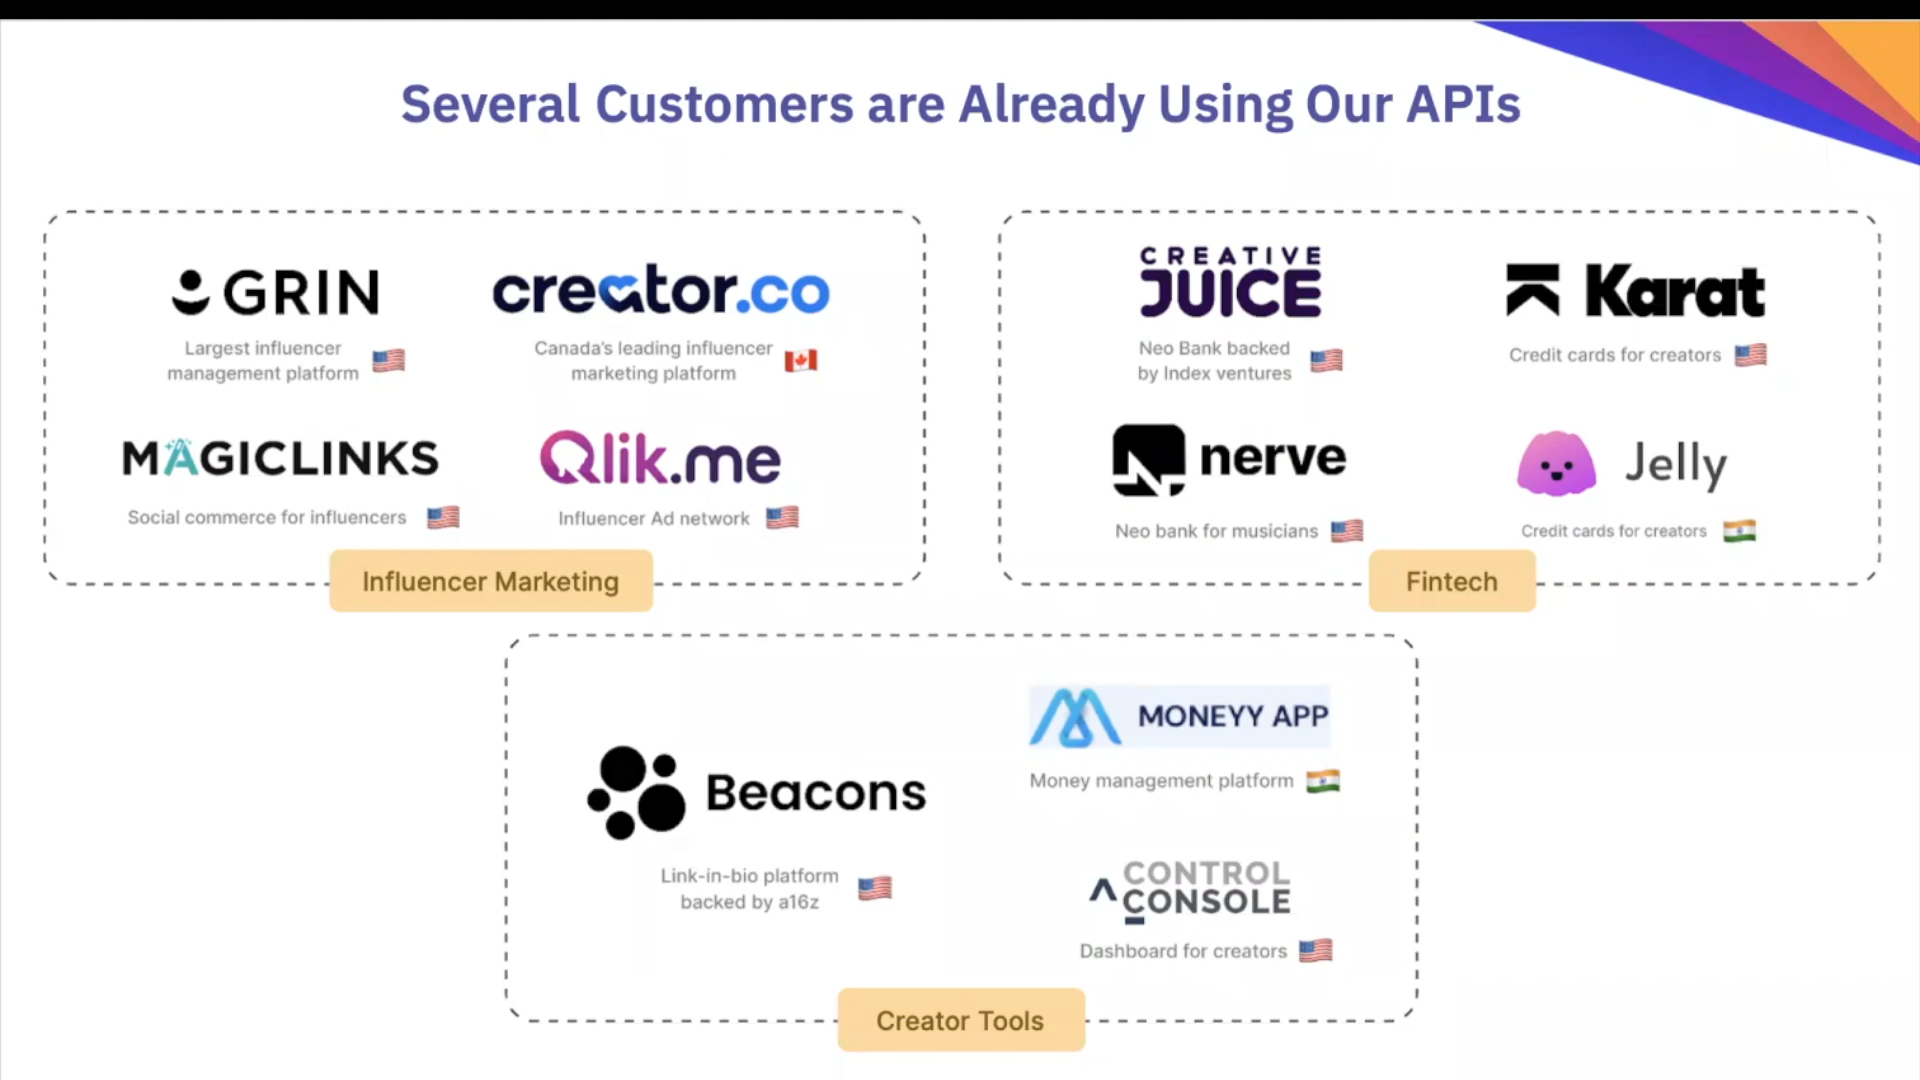 Several Customers are Already Using Our APIs
GRIN
Largest influencer
management platform
creator.co
Canada's leading influencer
marketing platform
MAGICLINKS
Social commerce for influencers
Qlik.me
Influencer Ad network
Influencer Marketing
CREATIVE
JUICE
Neo Bank backed
by Index ventures
Karat
Credit cards for creators
nerve
Neo bank for musicians
Jelly
Credit cards for creators
Fintech
Beacons
Link-in-bio platform
backed by a16z
MONEYY APP
Money management platform
CONTROL
CONSOLE
Dashboard for creators
Creator Tools